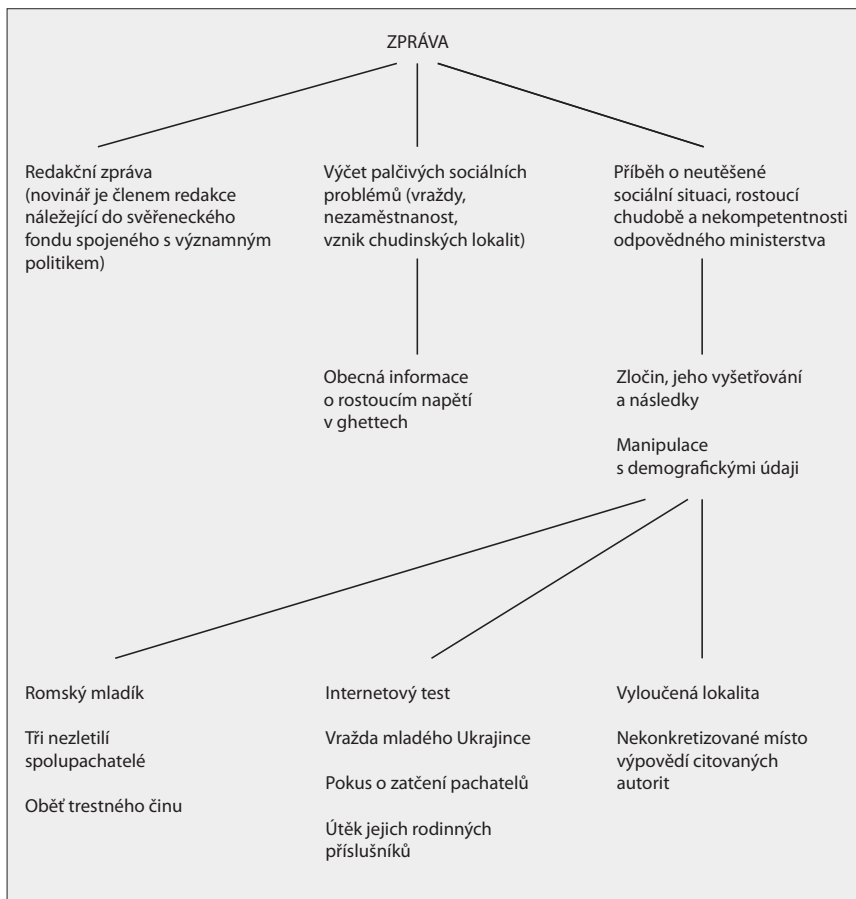 ZPRÁVA
Redakční zpráva
(novinář je členem redakce
náležející do svěřeneckého
fondu spojeného s významným
politikem)
Výčet palčivých sociálních
problémů (vraždy,
nezaměstnanost,
vznik chudinských lokalit)
Příběh o neutěšené
sociální situaci, rostoucí
chudobě a nekompetentnosti
odpovědného ministerstva
Obecná informace
o rostoucím napětí
v ghettech
Zločin, jeho vyšetřování
a následky
Manipulace
s demografickými údaji
Romský mladík
Tři nezletilí
spolupachatelé
Oběť trestného činu
Internetový test
Vražda mladého Ukrajince
Pokus o zatčení pachatelů
Útěk jejich rodinných
příslušníků
Vyloučená lokalita
Nekonkretizované místo
výpovědí citovaných
autorit